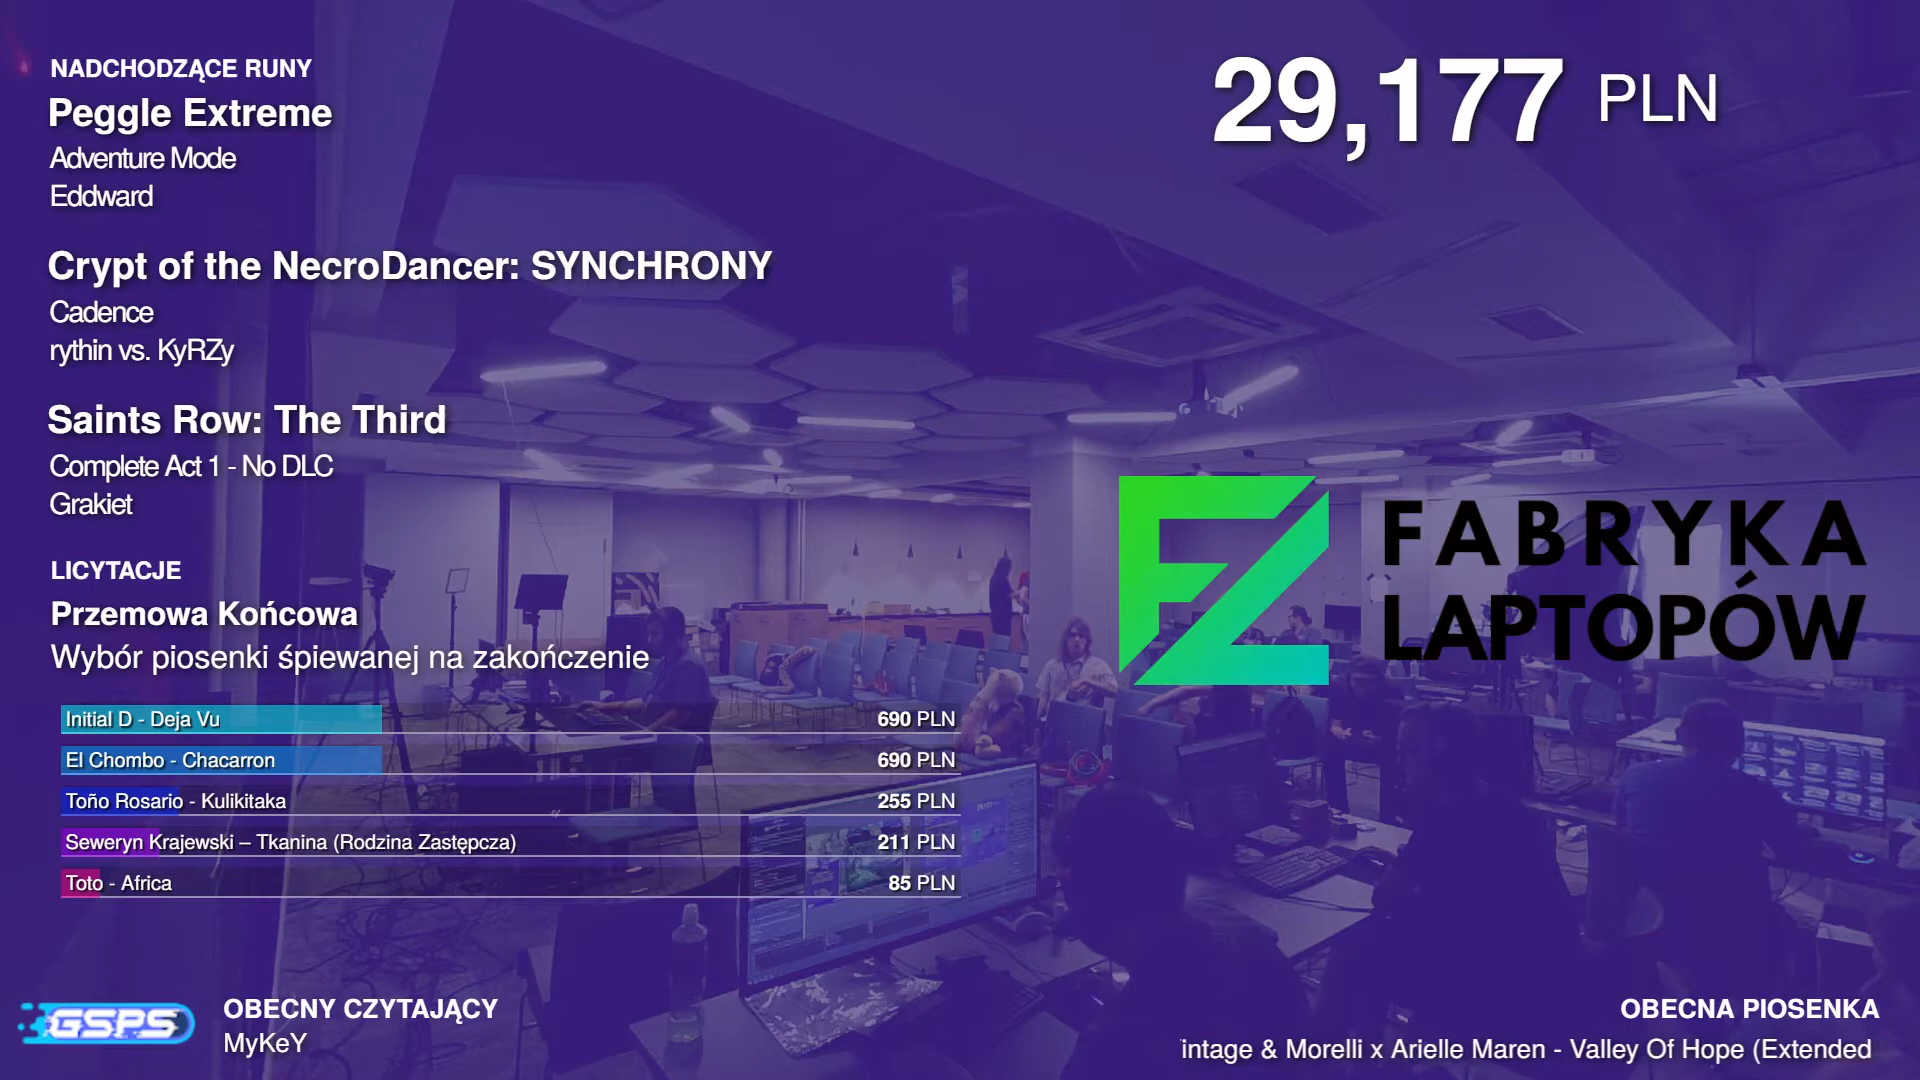 NADCHODZĄCE RUNY
Peggle Extreme
Adventure Mode
Eddward
Crypt of the NecroDancer: SYNCHRONY
Cadence
rythin vs. KyRZy
Saints Row: The Third
Complete Act 1 - No DLC
Grakiet
LICYTACJE
Przemowa Końcowa
Wybór piosenki śpiewanej na zakończenie
Initial D - Deja Vu 690 PLN
El Chombo - Chacarron 690 PLN
Toño Rosario - Kulikitaka 255 PLN
Seweryn Krajewski – Tkanina (Rodzina Zastępcza) 211 PLN
Toto - Africa 85 PLN
29,177 PLN
FABRYKA
LAPTOPÓW
GSPS
OBECNY CZYTAJĄCY
MyKeY
OBECNA PIOSENKA
intage & Morelli x Arielle Maren - Valley Of Hope (Extended